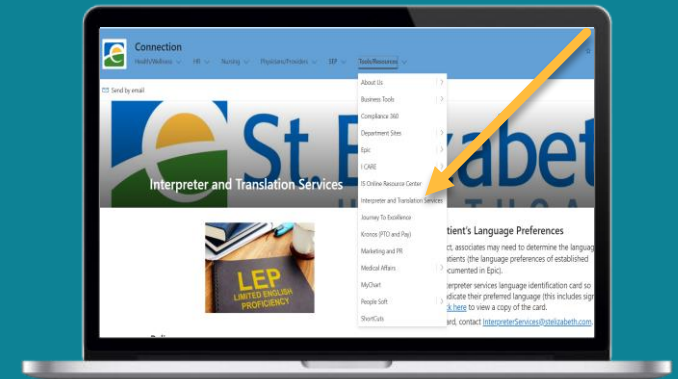 Connection
Health/Wellness HR Nursing Physicians/Providers SEP Tools/Resources
Send by email
About Us
Business Tools
Compliance 360
Department Sites
Epic
I CARE
IS Online Resource Center
Interpreter and Translation Services
Journey To Excellence
Kronos (PTO and Pay)
Marketing and PR
Medical Affairs
MyChart
People Soft
ShortCuts
St. E zabet
Interpreter and Translation Services
LEP
LIMITED ENGLISH
PROFICIENCY
tient's Language Preferences
ct, associates may need to determine the languag
atients (the language preferences of established
ocumented in Epic).
erpreter services language identification card so
ndicate their preferred language (this includes sign
ck here to view a copy of the card.
ard, contact InterpreterServices@stelizabeth.com.